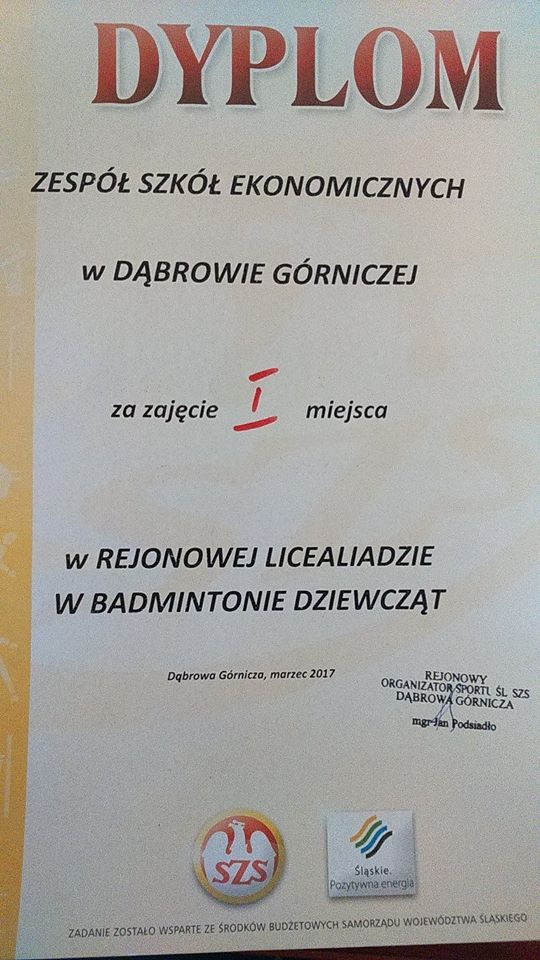 DYPLOM
ZESPÓŁ SZKÓŁ EKONOMICZNYCH
w DĄBROWIE GÓRNICZEJ
za zajęcie I miejsca
w REJONOWEJ LICEALIADZIE
W BADMINTONIE DZIEWCZĄT
Dąbrowa Górnicza, marzec 2017
REJONOWY
ORGANIZATOR SPORTU ŚL SZS
DĄBROWA GÓRNICZA
mgr Jan Podsiadło
SZS
Śląskie.
Pozytywna energia
ZADANIE ZOSTAŁO WSPARTE ZE ŚRODKÓW BUDŻETOWYCH SAMORZĄDU WOJEWÓDZTWA ŚLĄSKIEGO